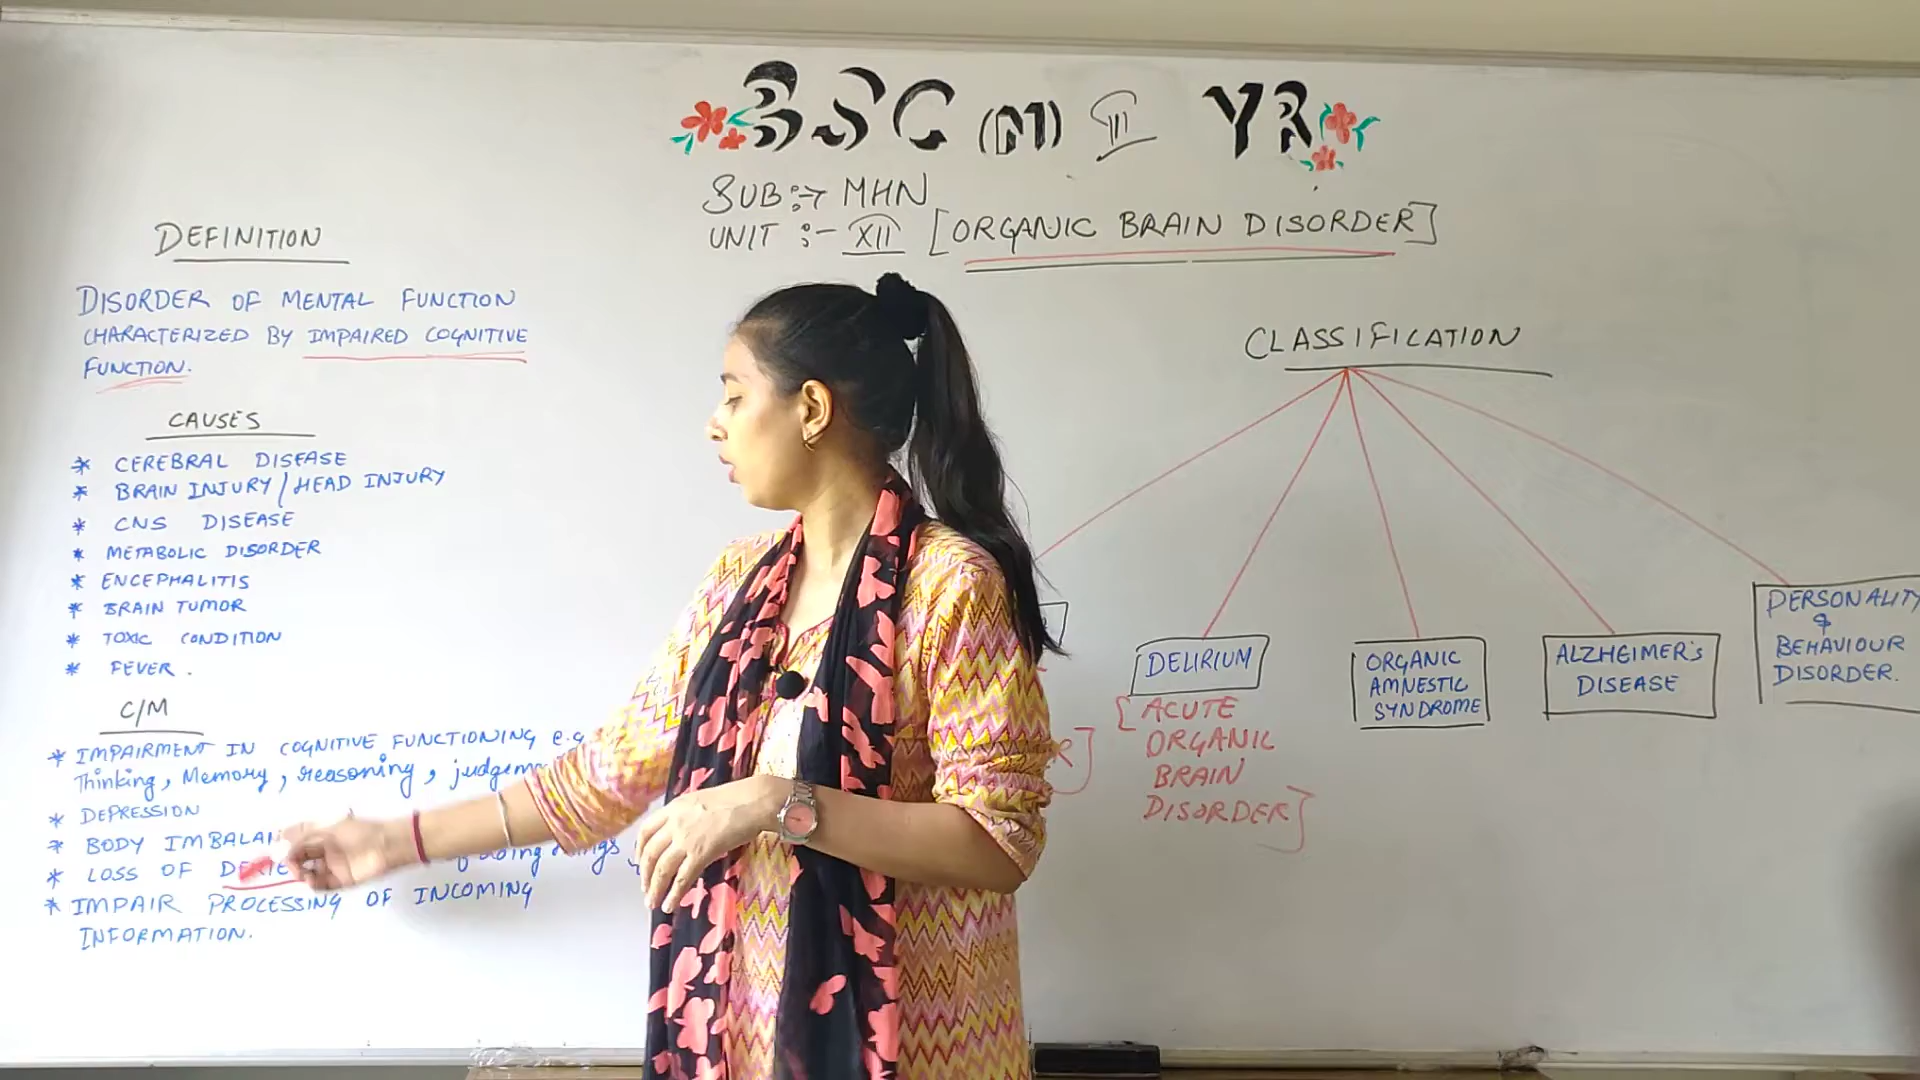 BSC (N) III YR
SUB:→ MHN
UNIT :- XII [ORGANIC BRAIN DISORDER]
DEFINITION
DISORDER OF MENTAL FUNCTION
CHARACTERIZED BY IMPAIRED COGNITIVE
FUNCTION.
CAUSES
* CEREBRAL DISEASE
* BRAIN INJURY / HEAD INJURY
* CNS DISEASE
* METABOLIC DISORDER
* ENCEPHALITIS
* BRAIN TUMOR
* TOXIC CONDITION
* FEVER.
C/M
* IMPAIRMENT IN COGNITIVE FUNCTIONING e.g.
Thinking, Memory, reasoning,
* DEPRESSION
* BODY
* LOSS OF
doing things
* IMPAIR PROCESSING OF INCOMING
INFORMATION.
CLASSIFICATION
DELIRIUM
[ACUTE
ORGANIC
BRAIN
DISORDER]
ORGANIC
AMNESTIC
SYNDROME
ALZHEIMER's
DISEASE
PERSONALITY
&
BEHAVIOUR
DISORDER.